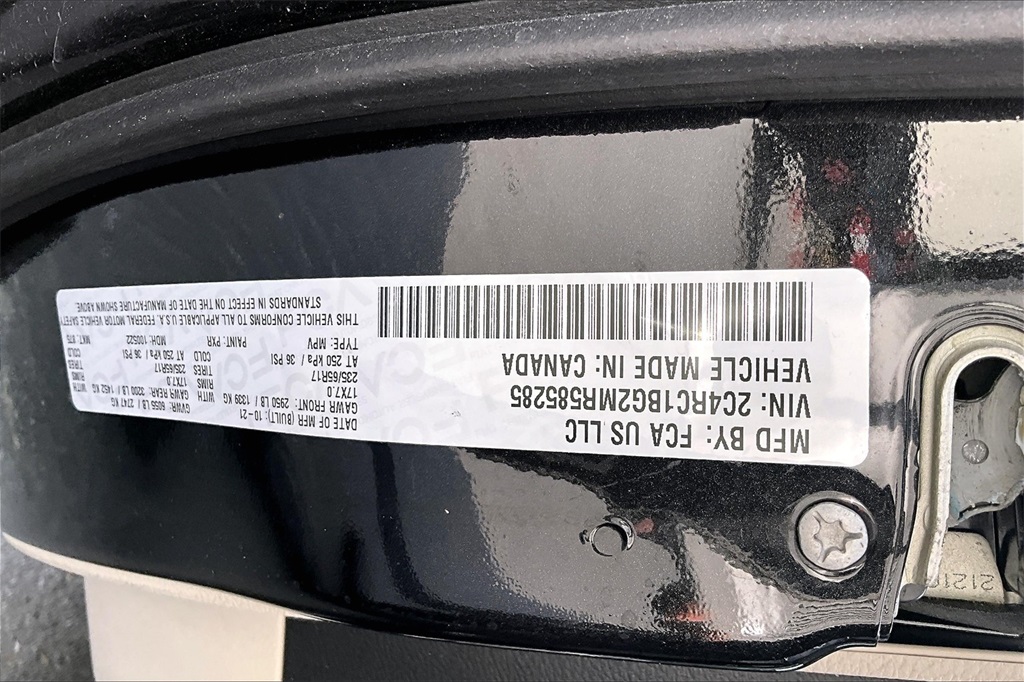 MFD BY: FCA US LLC
VIN: 2C4RC1BG2MR585285
VEHICLE MADE IN: CANADA
DATE OF MFR (BUILT): 10-21
GVWR: 6055 LB / 2747 KG
GAWR FRONT: 2950 LB / 1339 KG
GAWR REAR: 3200 LB / 1452 KG WITH
17X7.0
17X7.0
RIMS
235/65R17
235/65R17
TIRES
AT 250 kPa / 36 PSI
AT 250 kPa / 36 PSI
COLD
TYPE: MPV
PAINT: PXR
MDH: 100522
THIS VEHICLE CONFORMS TO ALL APPLICABLE U.S.A. FEDERAL MOTOR VEHICLE SAFETY
STANDARDS IN EFFECT ON THE DATE OF MANUFACTURE SHOWN ABOVE.